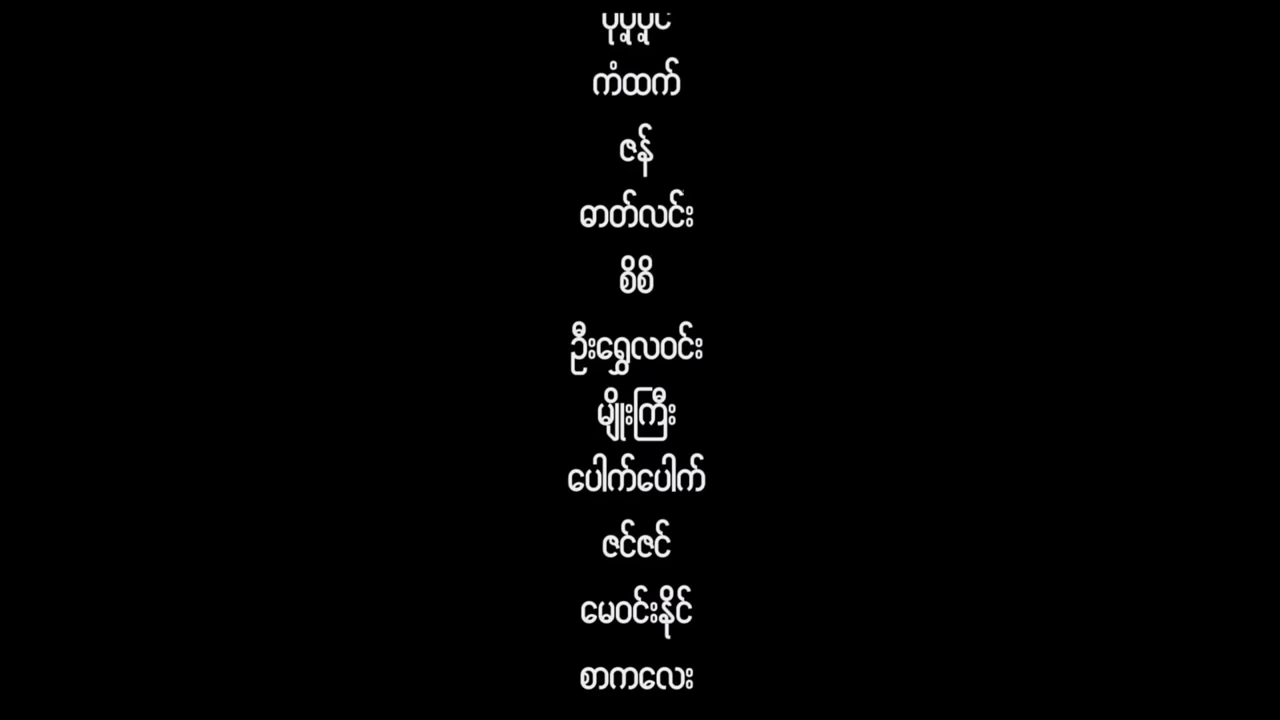 ကံထက်
ဇန်
ဓာတ်လင်း
စိစိ
ဦးရွှေလဝင်း
မျိုးကြီး
ပေါက်ပေါက်
ဇင်ဇင်
မေဝင်းနိုင်
စာကလေး